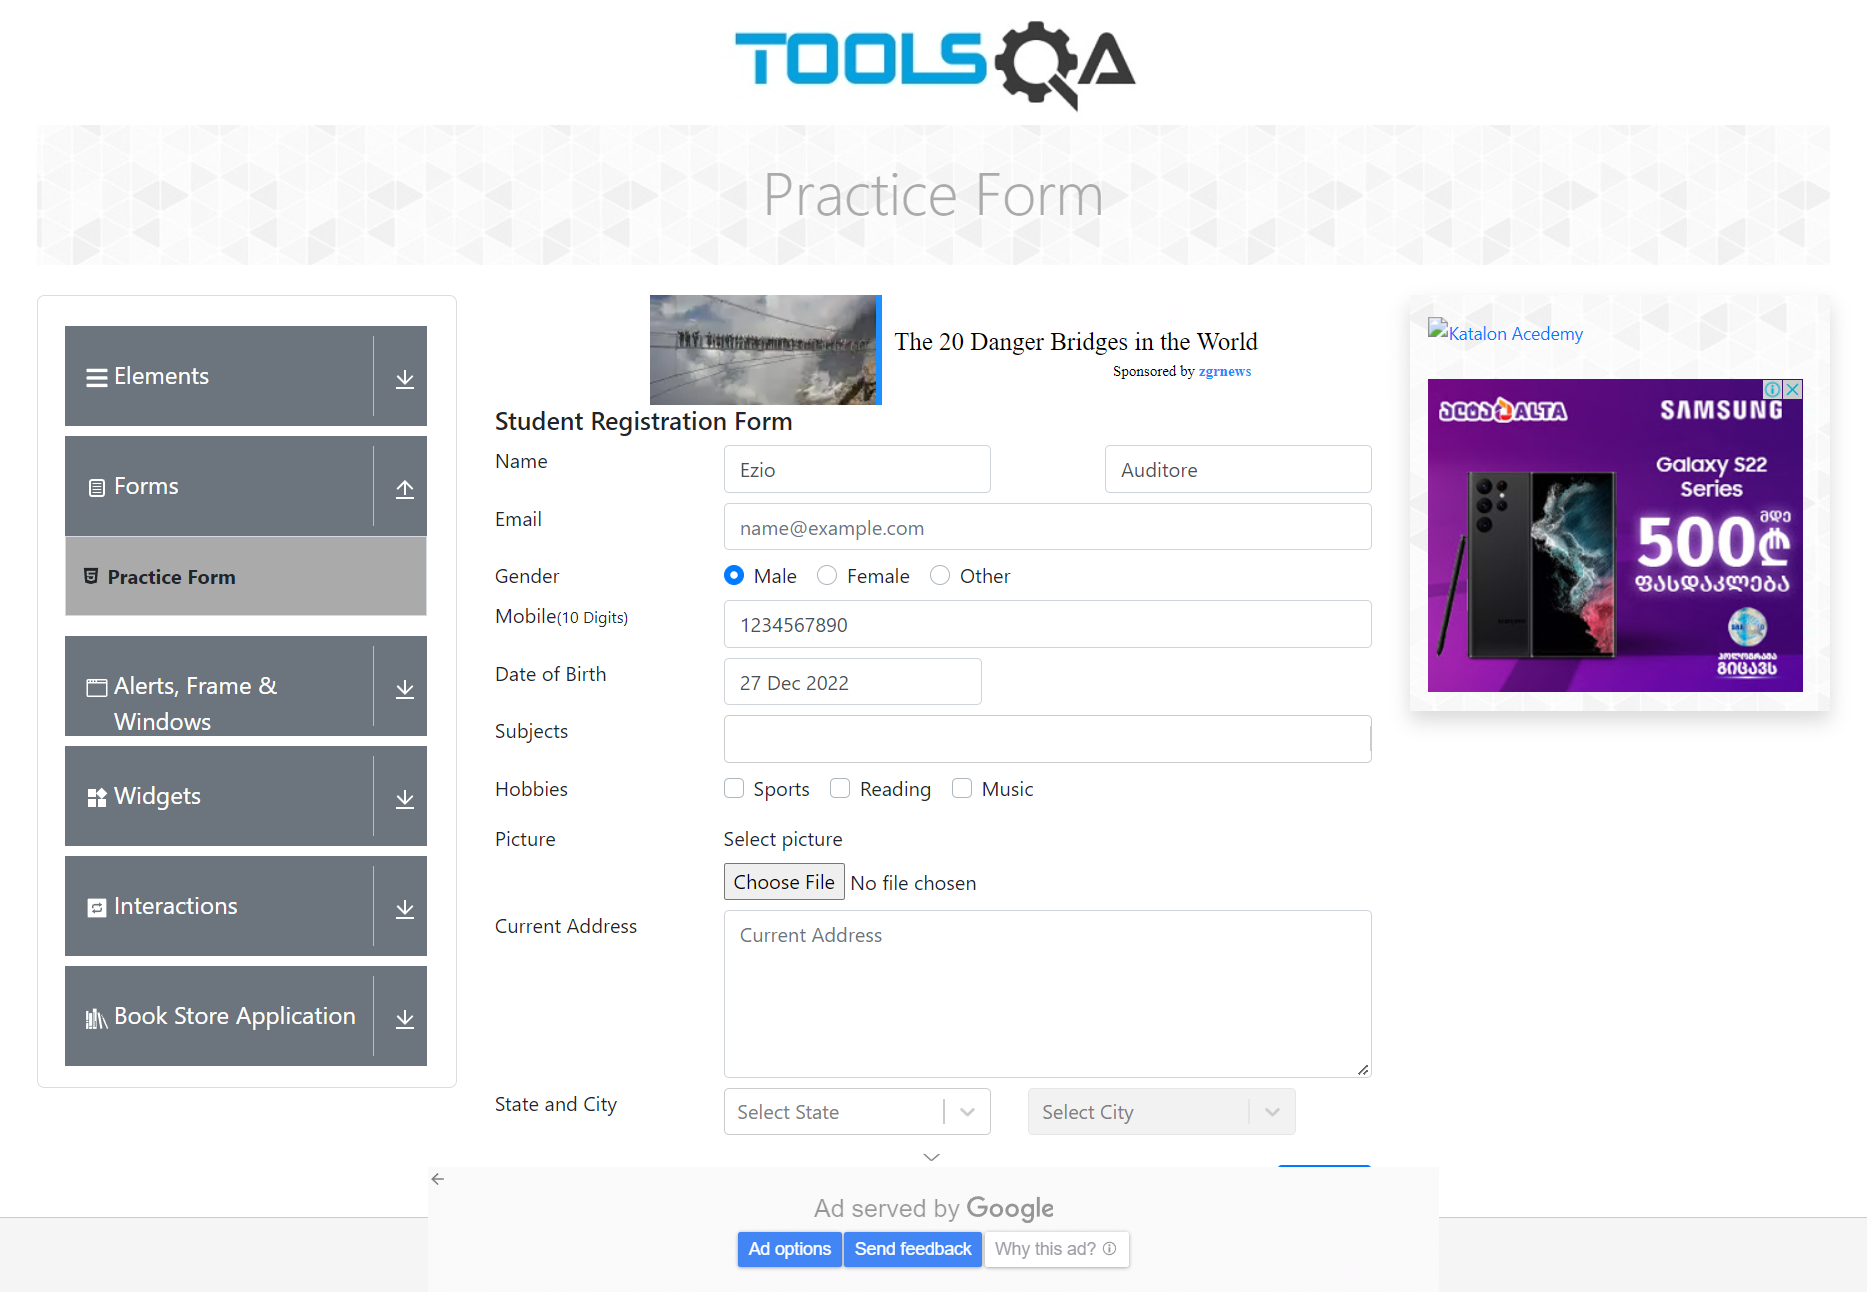 TOOLSQA
Practice Form
Elements
Forms
Practice Form
Alerts, Frame &
Windows
Widgets
Interactions
Book Store Application
The 20 Danger Bridges in the World
Sponsored by zgrnews
Student Registration Form
Name
Ezio
Auditore
Email
name@example.com
Gender
Male
Female
Other
Mobile(10 Digits)
1234567890
Date of Birth
27 Dec 2022
Subjects
Hobbies
Sports
Reading
Music
Picture
Select picture
Choose File
No file chosen
Current Address
Current Address
State and City
Select State
Select City
Katalon Acedemy
ALTA
SAMSUNG
Galaxy S22
Series
500₾
მდე
ფასდაკლება
გიცავს
Ad served by Google
Ad options
Send feedback
Why this ad?